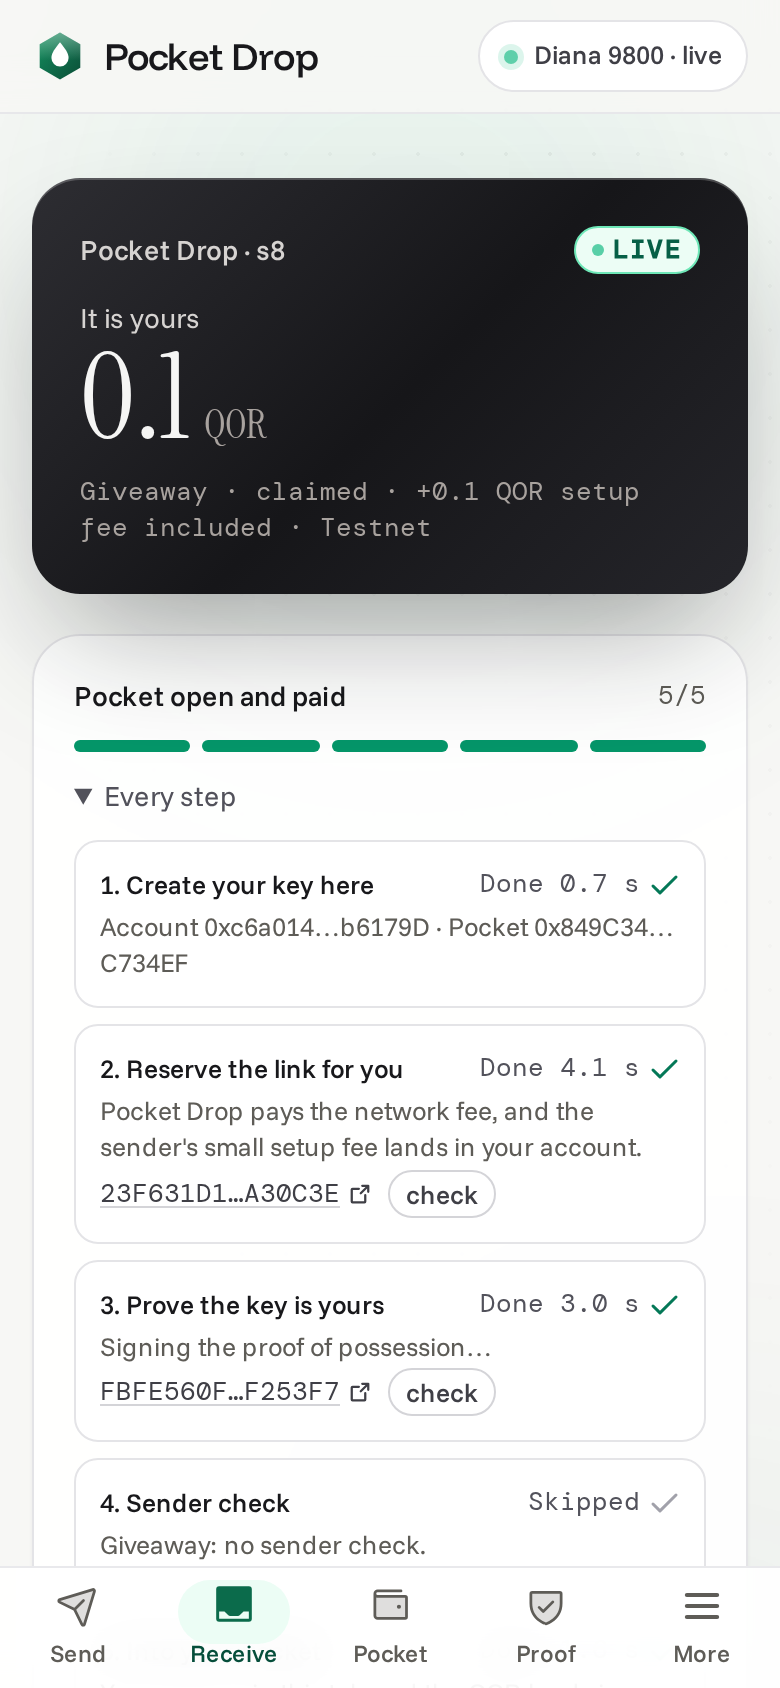 Pocket Drop
Diana 9800 · live
Pocket Drop · s8
LIVE
It is yours
0.1 QOR
Giveaway · claimed · +0.1 QOR setup
fee included · Testnet
Pocket open and paid
5/5
▼ Every step
1. Create your key here
Done 0.7 s
Account 0xc6a014…b6179D · Pocket 0x849C34…
C734EF
2. Reserve the link for you
Done 4.1 s
Pocket Drop pays the network fee, and the
sender's small setup fee lands in your account.
23F631D1…A30C3E
check
3. Prove the key is yours
Done 3.0 s
Signing the proof of possession…
FBFE560F…F253F7
check
4. Sender check
Skipped
Giveaway: no sender check.
Send
Receive
Pocket
Proof
More